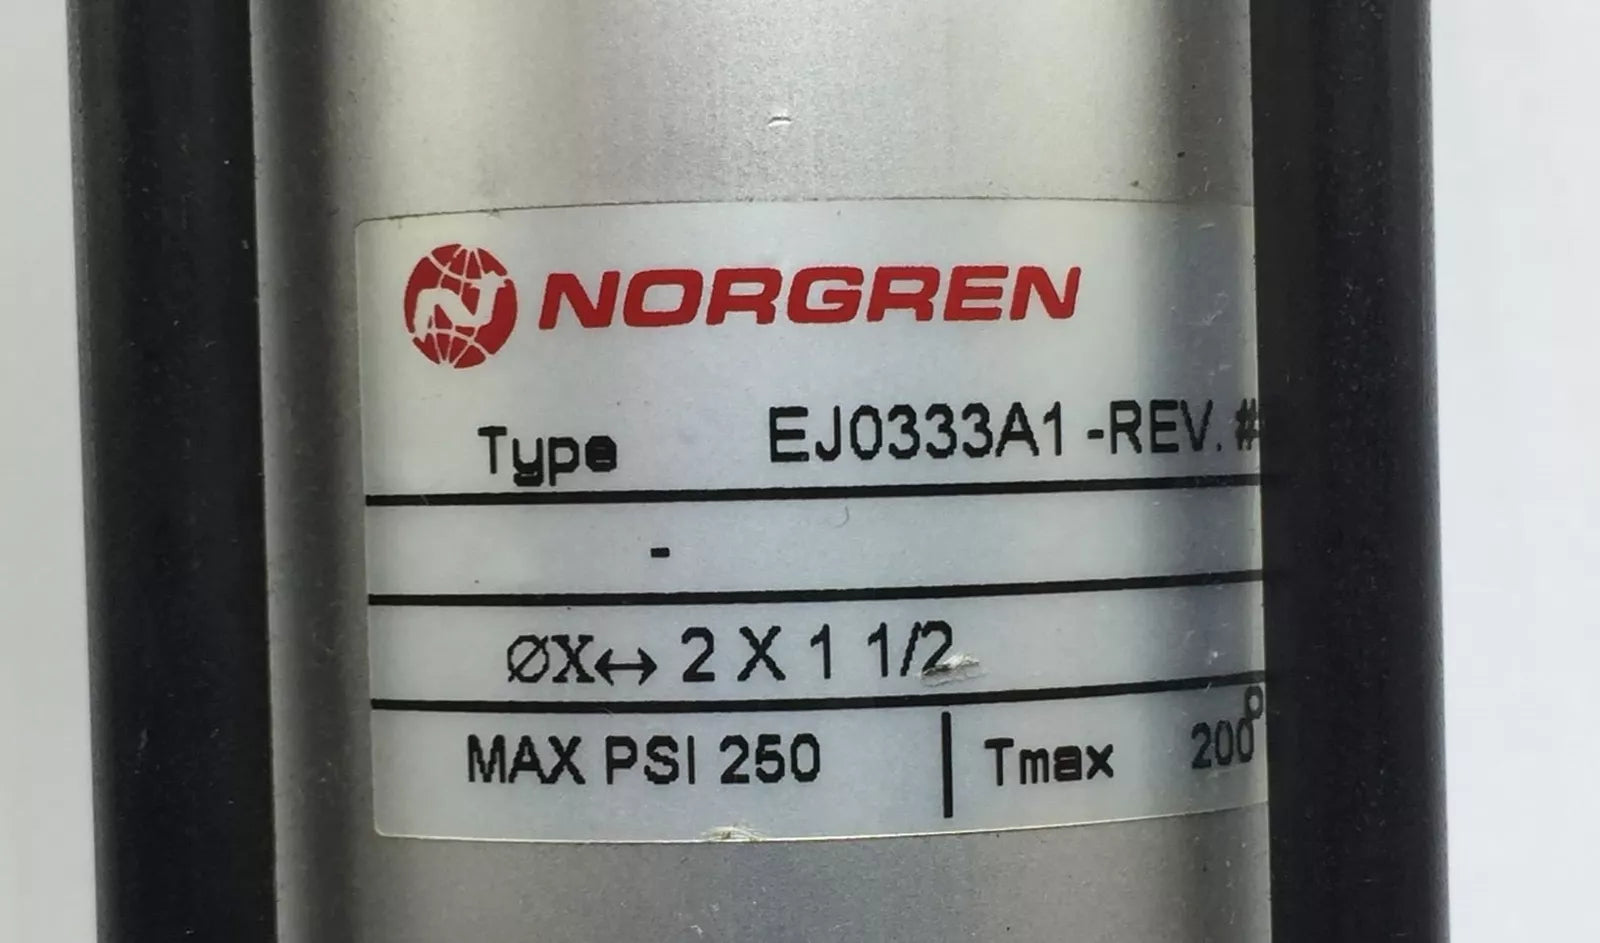 NORGREN
Type EJ0333A1 -REV. #
-
ØX↔ 2 X 1 1/2
MAX PSI 250 | Tmax 200°